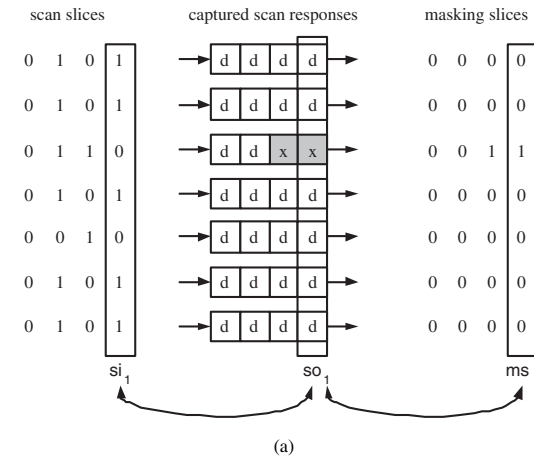 scan slices captured scan responses masking slices
0 1 0 1 d d d d 0 0 0 0
0 1 0 1 d d d d 0 0 0 0
0 1 1 0 d d x x 0 0 1 1
0 1 0 1 d d d d 0 0 0 0
0 0 1 0 d d d d 0 0 0 0
0 1 0 1 d d d d 0 0 0 0
0 1 0 1 d d d d 0 0 0 0
si1 so1 ms
(a)